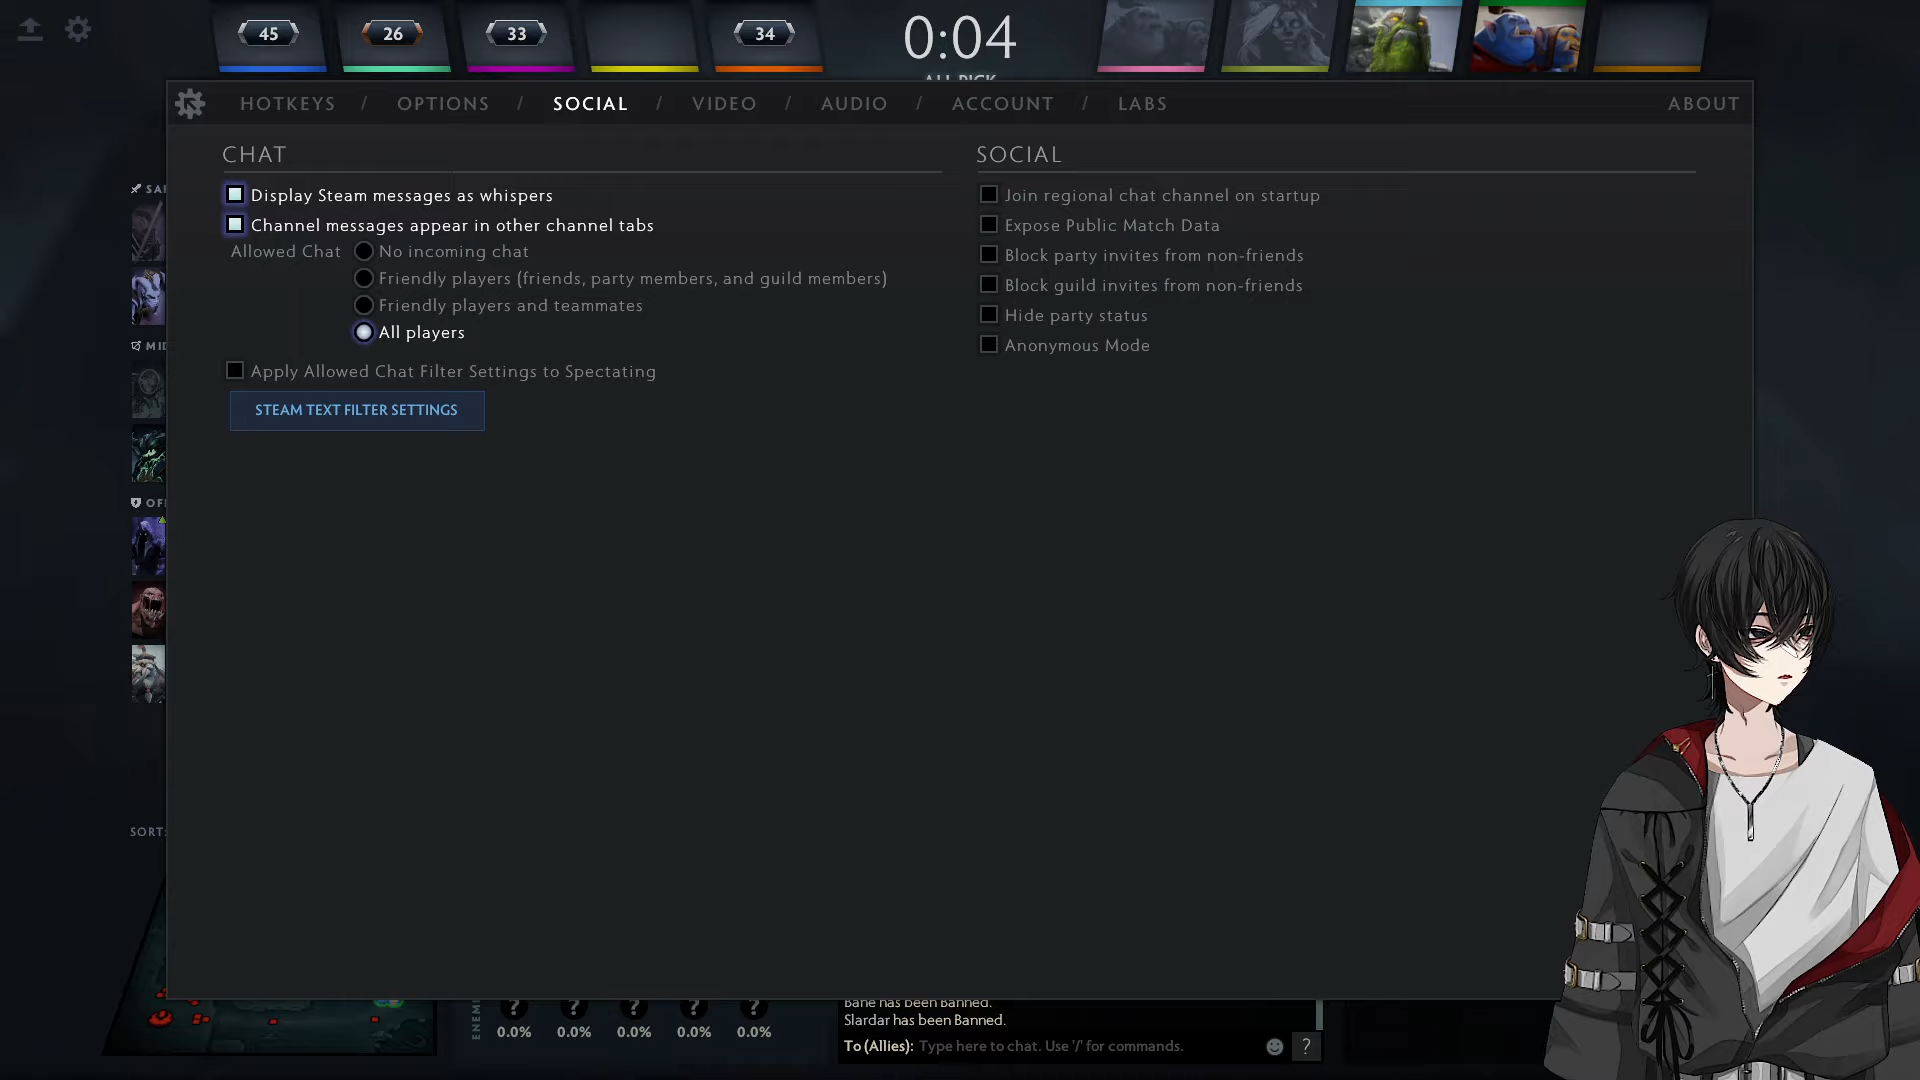 45
26
33
34
0:04
ALL PICK
HOTKEYS / OPTIONS / SOCIAL / VIDEO / AUDIO / ACCOUNT / LABS
ABOUT
CHAT
Display Steam messages as whispers
Channel messages appear in other channel tabs
Allowed Chat
No incoming chat
Friendly players (friends, party members, and guild members)
Friendly players and teammates
All players
Apply Allowed Chat Filter Settings to Spectating
STEAM TEXT FILTER SETTINGS
SOCIAL
Join regional chat channel on startup
Expose Public Match Data
Block party invites from non-friends
Block guild invites from non-friends
Hide party status
Anonymous Mode
SORT:
? ? ? ? ?
0.0% 0.0% 0.0% 0.0% 0.0%
Bane has been Banned.
Slardar has been Banned.
To (Allies): Type here to chat. Use '/' for commands.
?